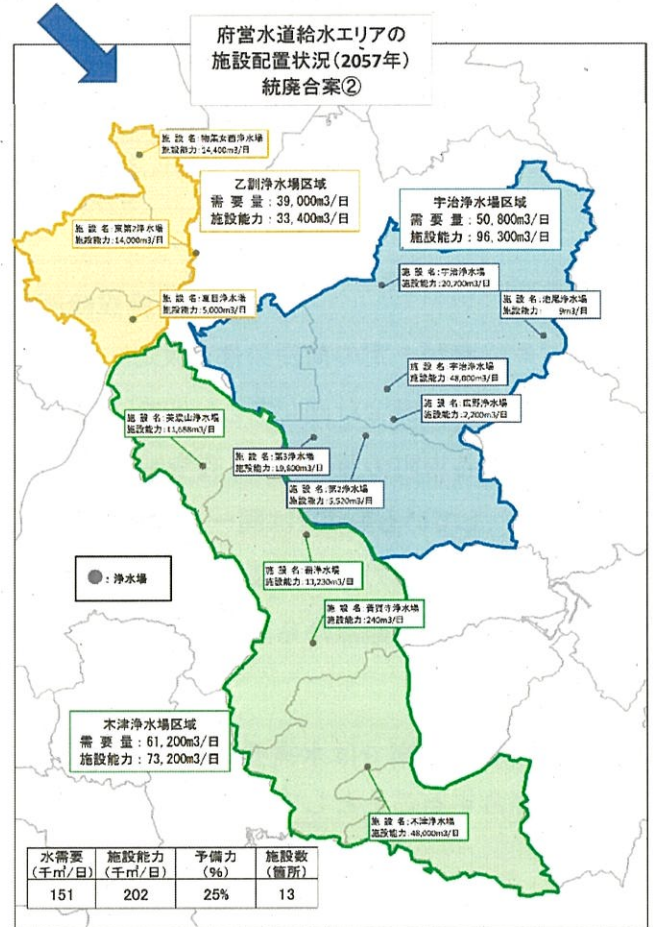 府営水道給水エリアの
施設配置状況(2057年)
統廃合案②
施 設 名:物集女西浄水場
施設能力:14,400m3/日
乙訓浄水場区域
需 要 量:39,000m3/日
施設能力:33,400m3/日
宇治浄水場区域
需 要 量:50,800m3/日
施設能力:96,300m3/日
施 設 名:東第2浄水場
施設能力:14,000m3/日
施 設 名:宇治浄水場
施設能力:20,700m3/日
施 設 名:池尾浄水場
施設能力: 9m3/日
施 設 名:夏目浄水場
施設能力:5,000m3/日
施 設 名:宇治浄水場
施設能力:48,000m3/日
施 設 名:広野浄水場
施設能力:2,200m3/日
施 設 名:美濃山浄水場
施設能力:11,688m3/日
施 設 名:第3浄水場
施設能力:19,800m3/日
施 設 名:第2浄水場
施設能力:5,520m3/日
●:浄水場
施 設 名: 浄水場
施設能力:13,230m3/日
施 設 名:普賢寺浄水場
施設能力:240m3/日
木津浄水場区域
需 要 量:61,200m3/日
施設能力:73,200m3/日
施 設 名:木津浄水場
施設能力:48,000m3/日
水需要 施設能力 予備力 施設数
(千㎥/日) (千㎥/日) (%) (箇所)
151 202 25% 13